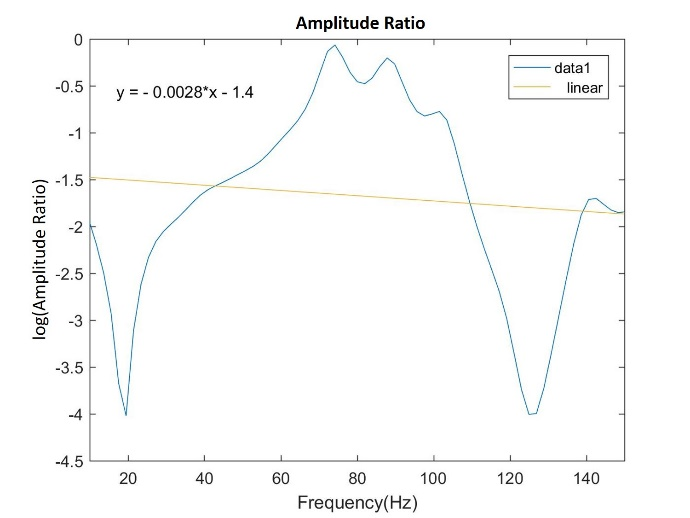 Amplitude Ratio
0
-0.5
-1
-1.5
-2
-2.5
-3
-3.5
-4
-4.5
log(Amplitude Ratio)
y = - 0.0028*x - 1.4
data1
linear
20 40 60 80 100 120 140
Frequency(Hz)